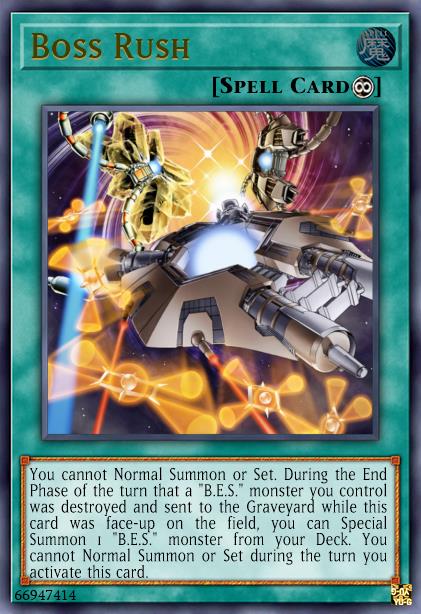 Boss Rush
魔
[Spell Card]
You cannot Normal Summon or Set. During the End
Phase of the turn that a "B.E.S." monster you control
was destroyed and sent to the Graveyard while this
card was face-up on the field, you can Special
Summon 1 "B.E.S." monster from your Deck. You
cannot Normal Summon or Set during the turn you
activate this card.
66947414